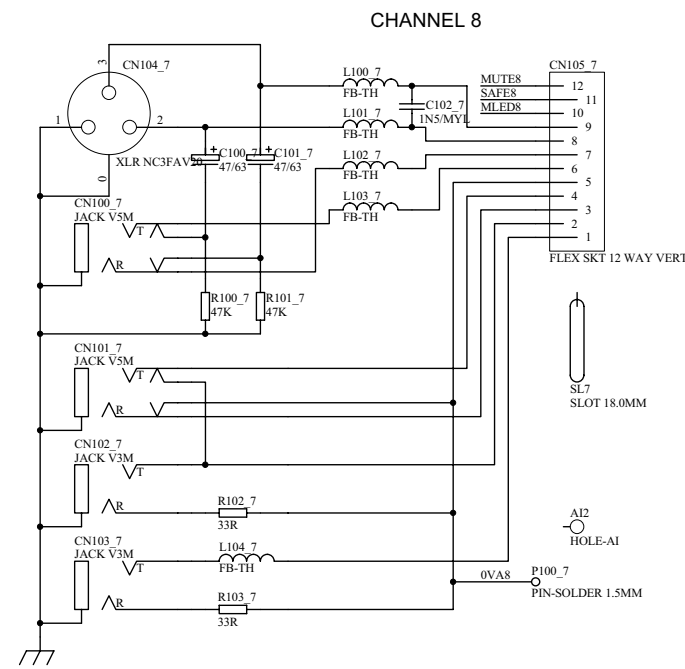 CHANNEL 8
CN104_7
3
1
2
0
XLR NC3FAV20
L100_7
FB-TH
L101_7
FB-TH
L102_7
FB-TH
L103_7
FB-TH
C102_7
1N5/MYL
+
C100_7
47/63
+
C101_7
47/63
CN105_7
MUTE8
SAFE8
MLED8
12
11
10
9
8
7
6
5
4
3
2
1
FLEX SKT 12 WAY VERT
CN100_7
JACK V5M
T
R
R100_7
47K
R101_7
47K
CN101_7
JACK V5M
T
R
SL7
SLOT 18.0MM
CN102_7
JACK V3M
T
R
R102_7
33R
AI2
HOLE-AI
CN103_7
JACK V3M
T
R
L104_7
FB-TH
R103_7
33R
0VA8
P100_7
PIN-SOLDER 1.5MM